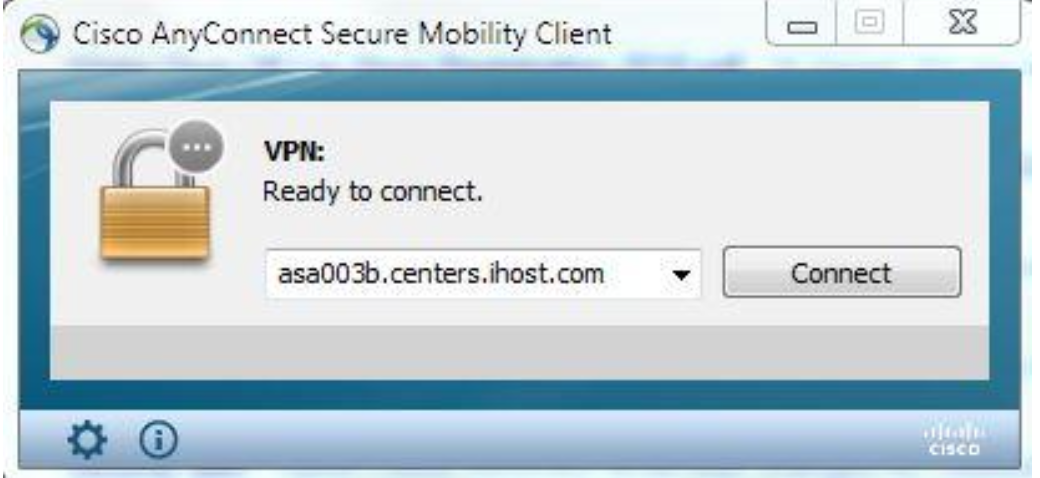 Cisco AnyConnect Secure Mobility Client
VPN:
Ready to connect.
asa003b.centers.ihost.com
Connect
CISCO